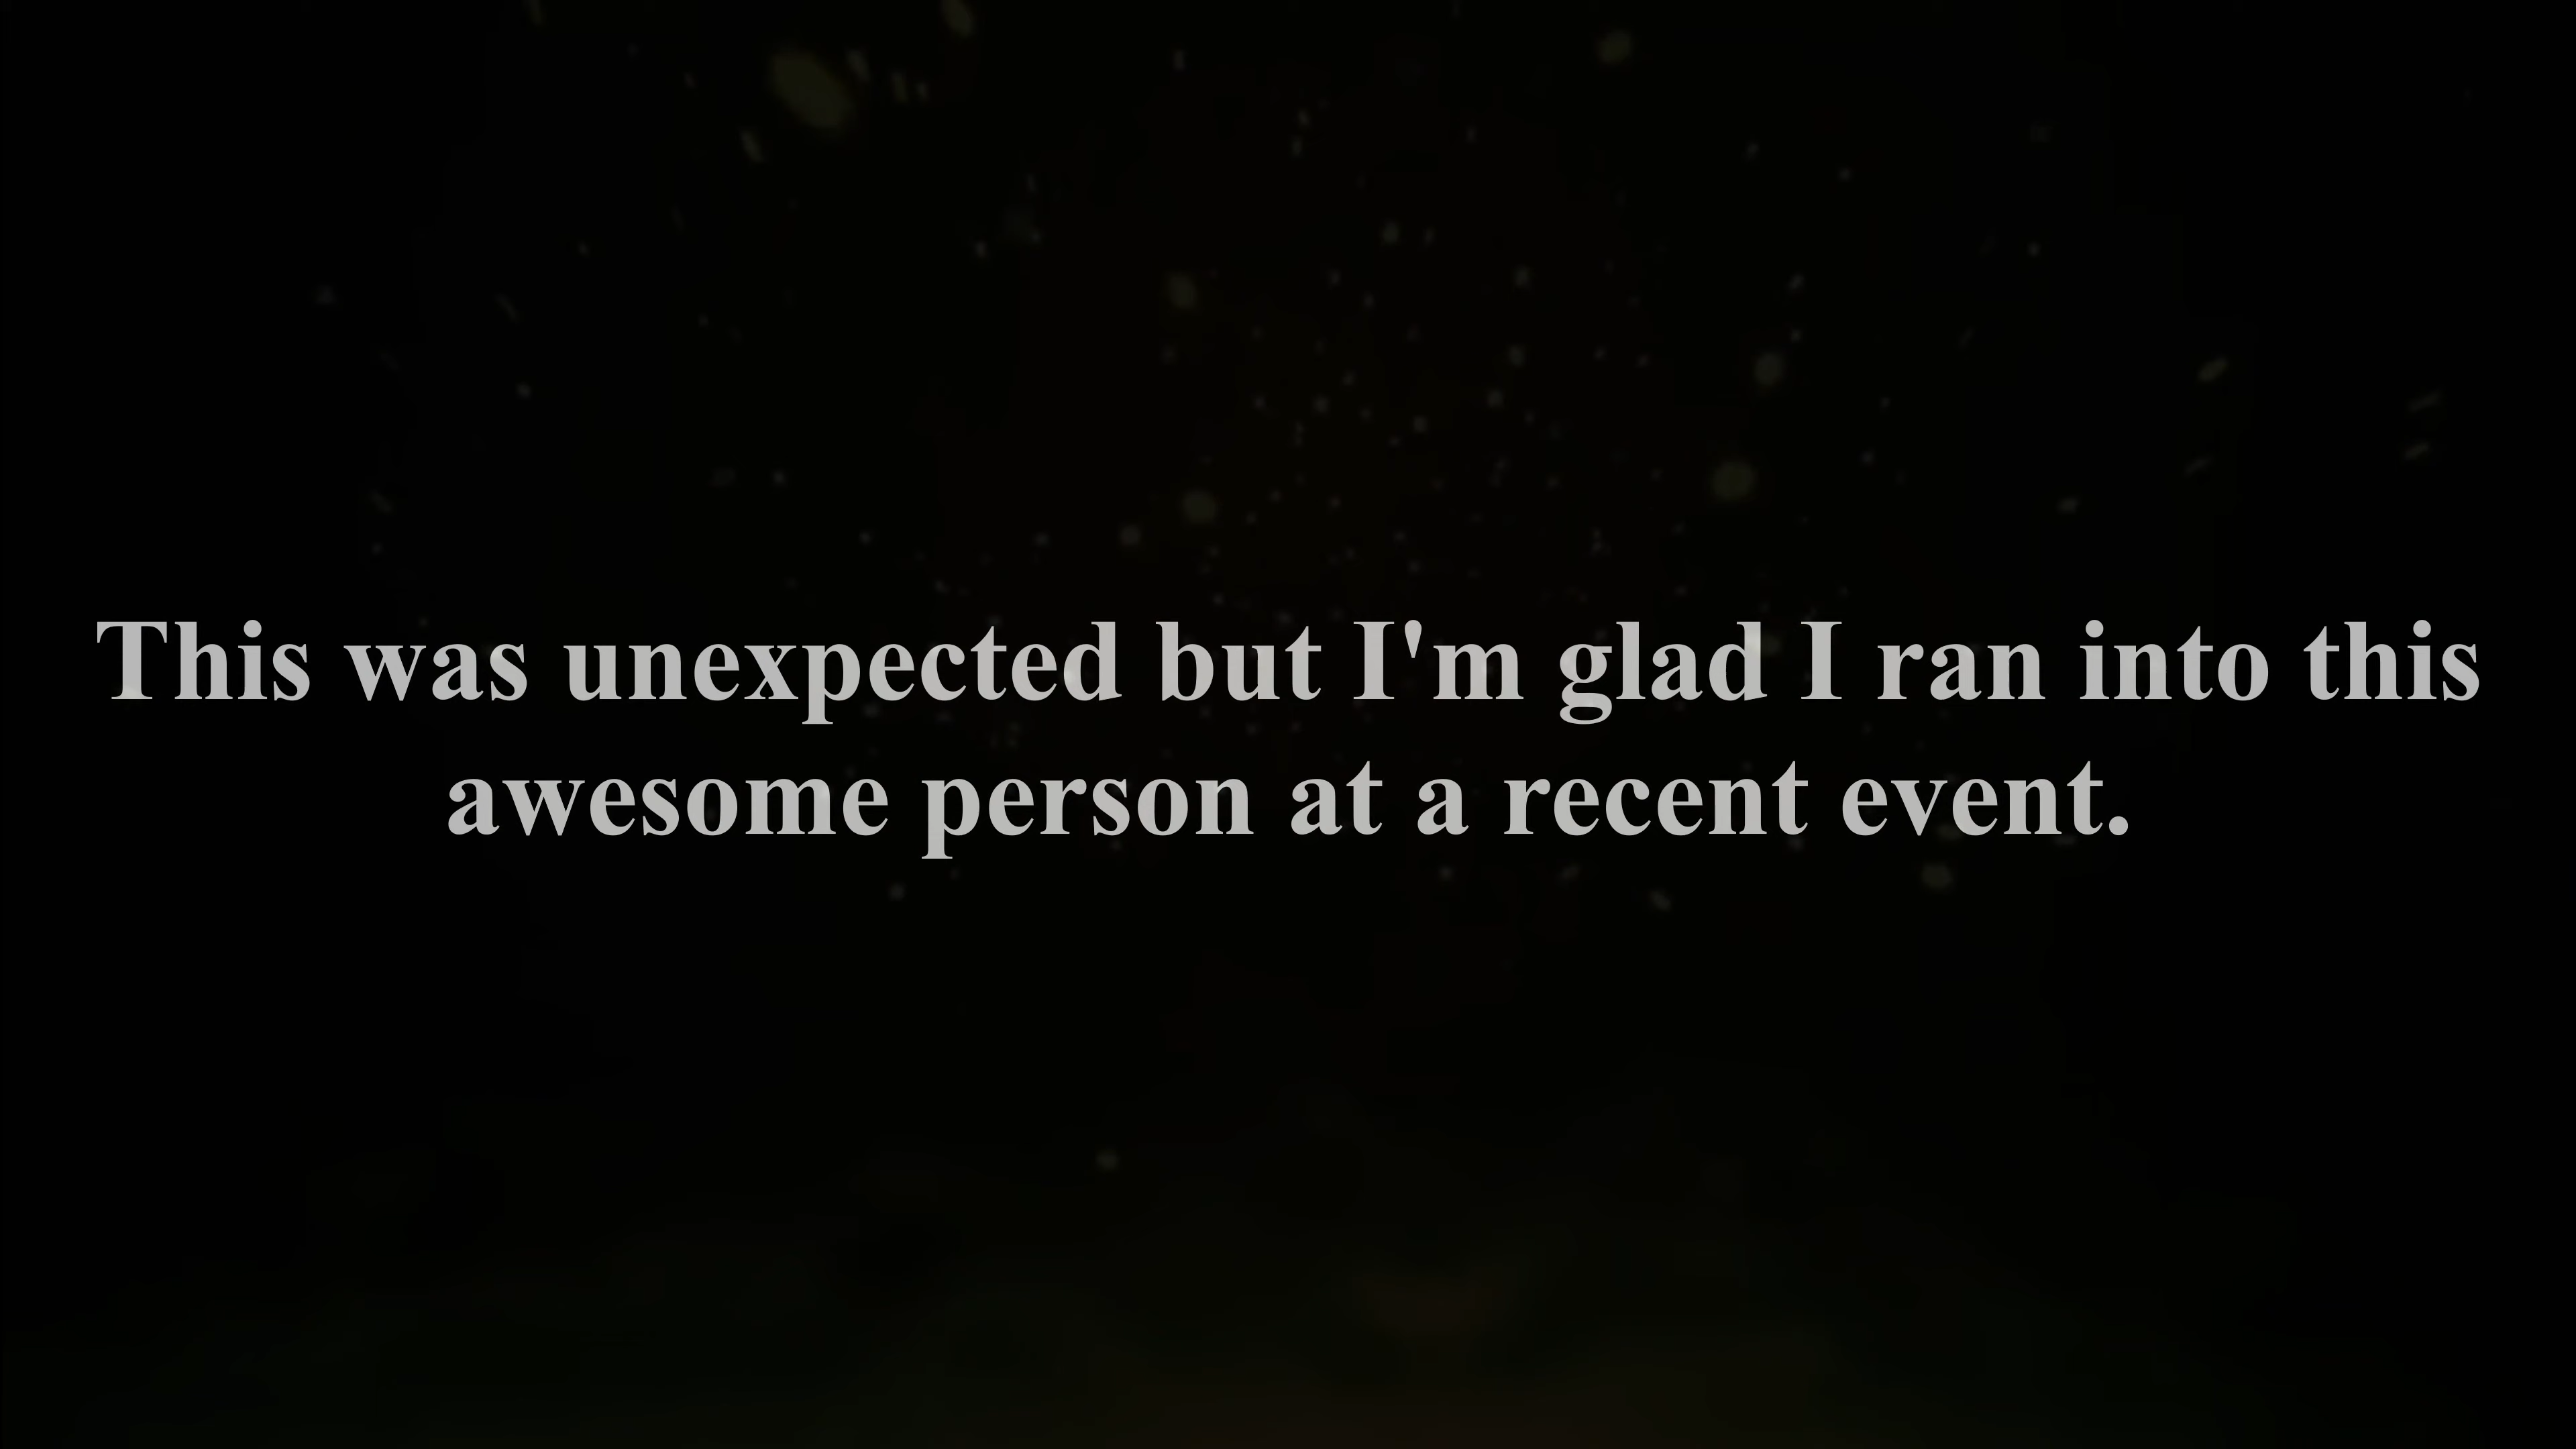 This was unexpected but I'm glad I ran into this
awesome person at a recent event.